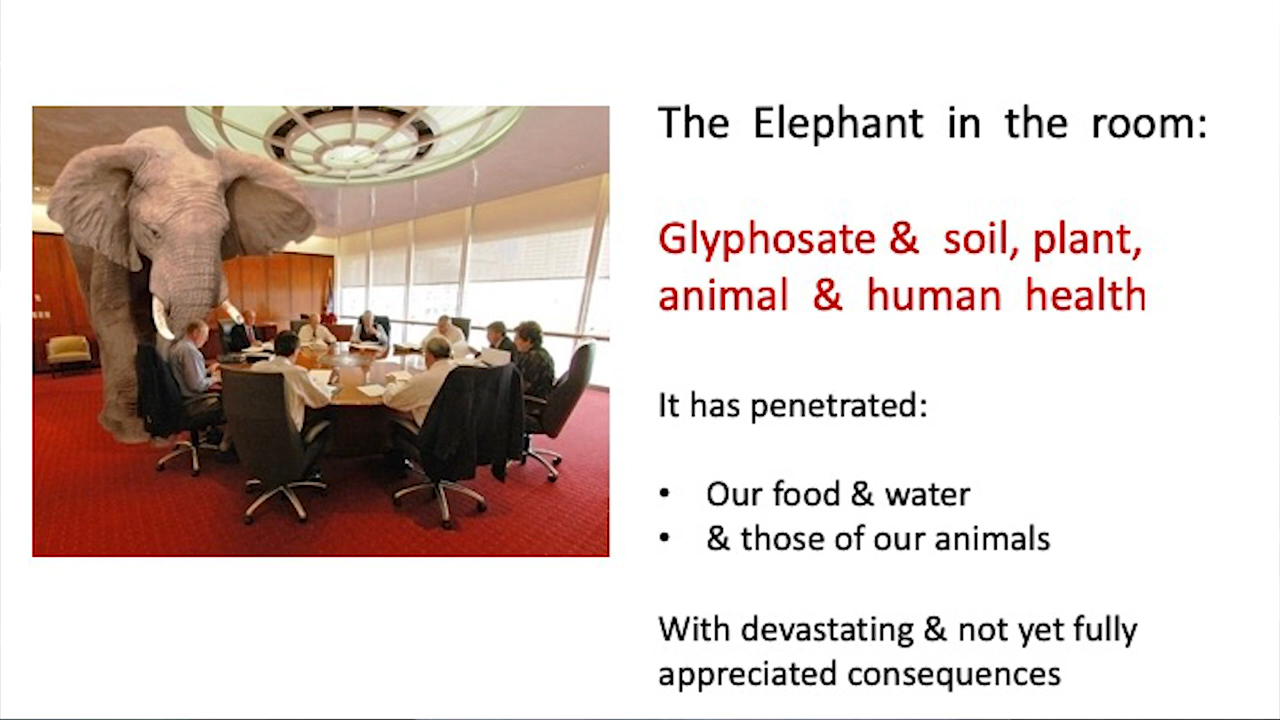 The Elephant in the room:
Glyphosate & soil, plant,
animal & human health
It has penetrated:
• Our food & water
• & those of our animals
With devastating & not yet fully
appreciated consequences